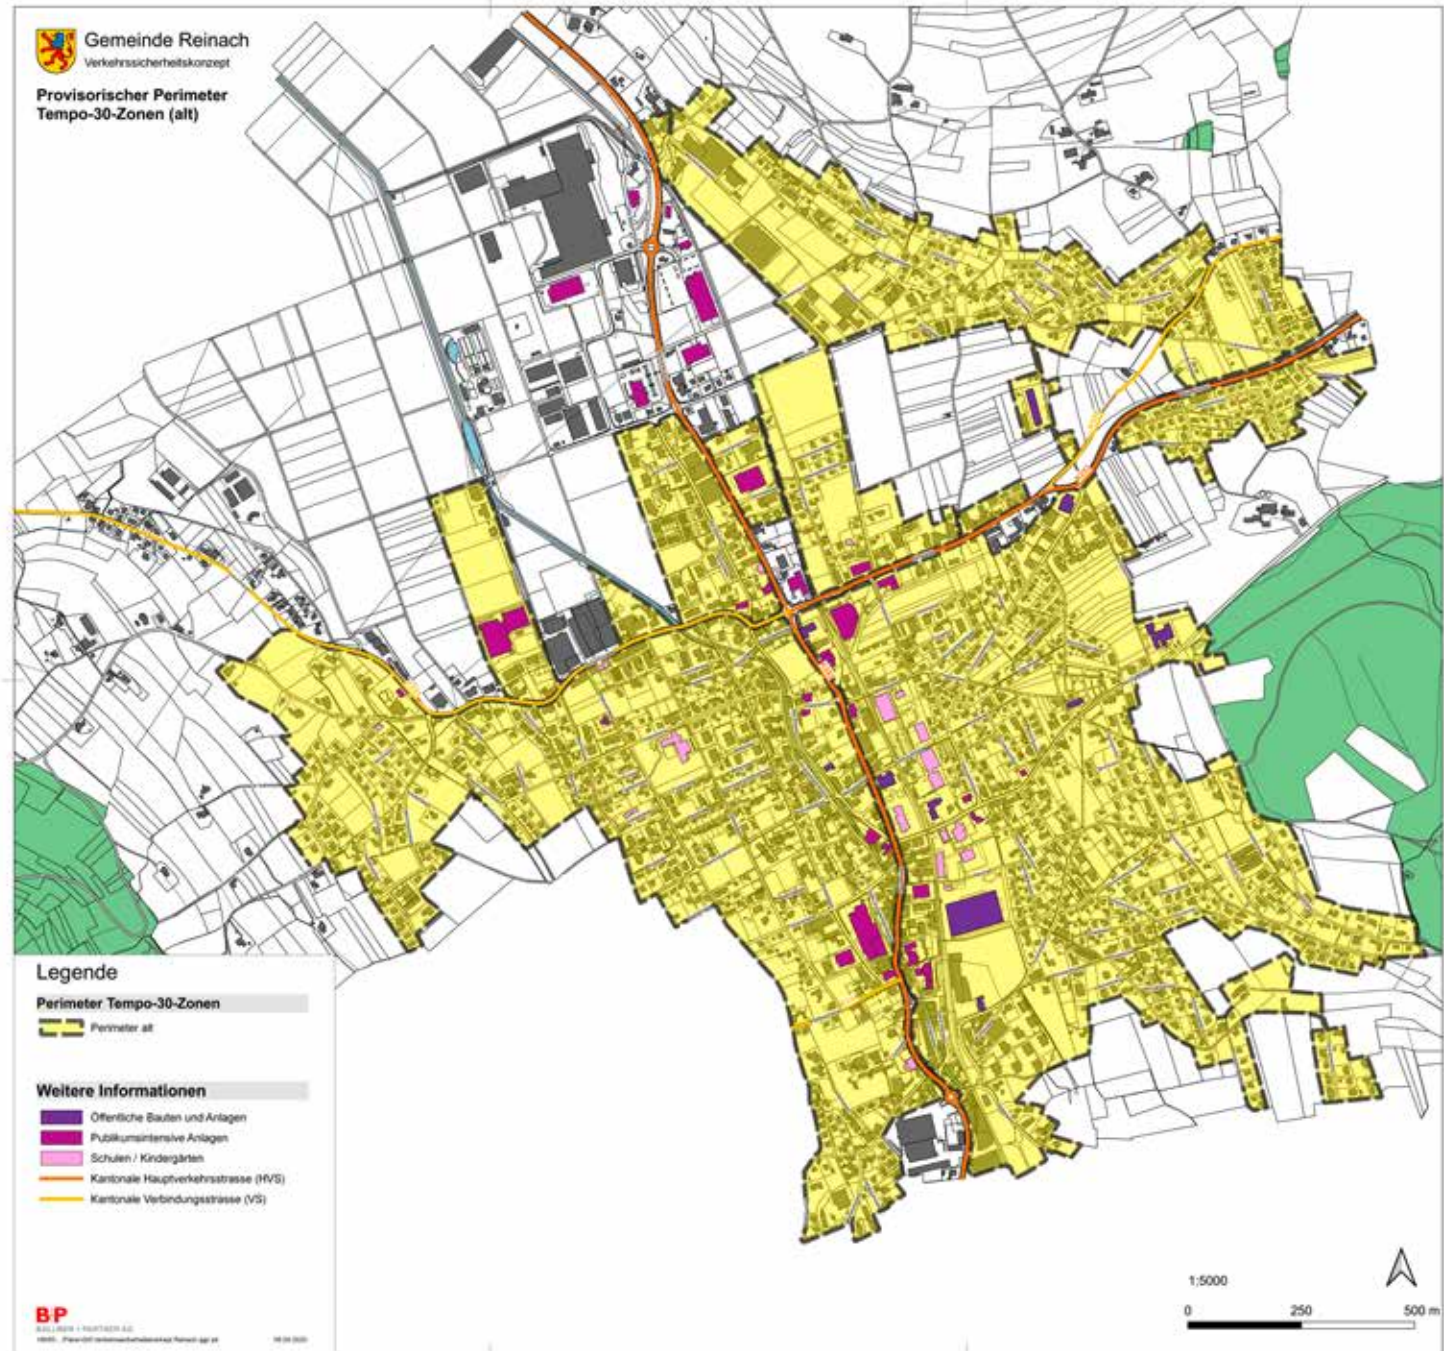 Gemeinde Reinach
Verkehrssicherheitskonzept
Provisorischer Perimeter
Tempo-30-Zonen (alt)
Legende
Perimeter Tempo-30-Zonen
Perimeter alt
Weitere Informationen
Öffentliche Bauten und Anlagen
Publikumsintensive Anlagen
Schulen / Kindergärten
Kantonale Hauptverkehrsstrasse (HVS)
Kantonale Verbindungsstrasse (VS)
B+P
1:5000
0 250 500 m